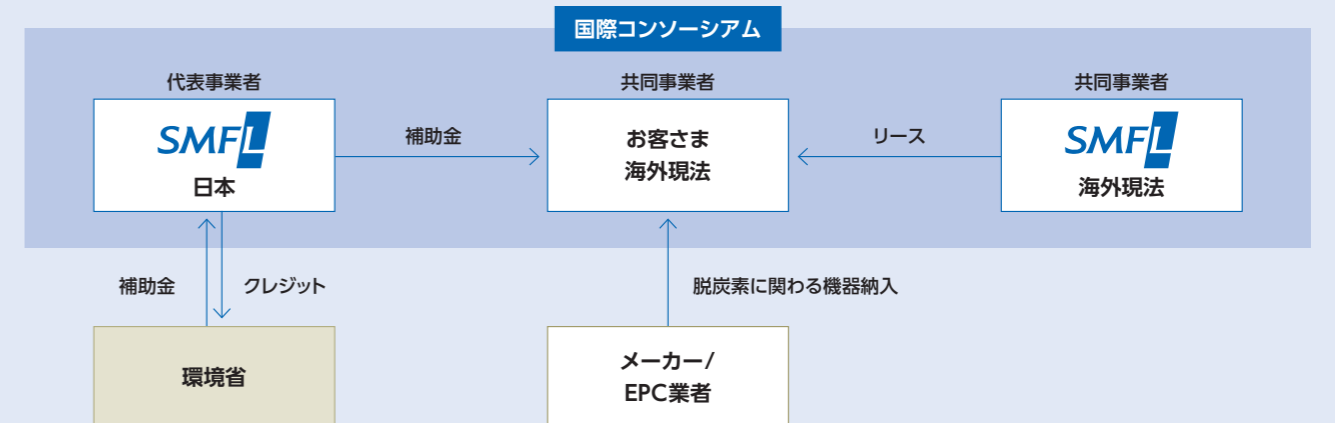 国際コンソーシアム
代表事業者
共同事業者
共同事業者
SMFL
日本
補助金
お客さま
海外現法
リース
SMFL
海外現法
補助金
クレジット
脱炭素に関わる機器納入
環境省
メーカー/
EPC業者